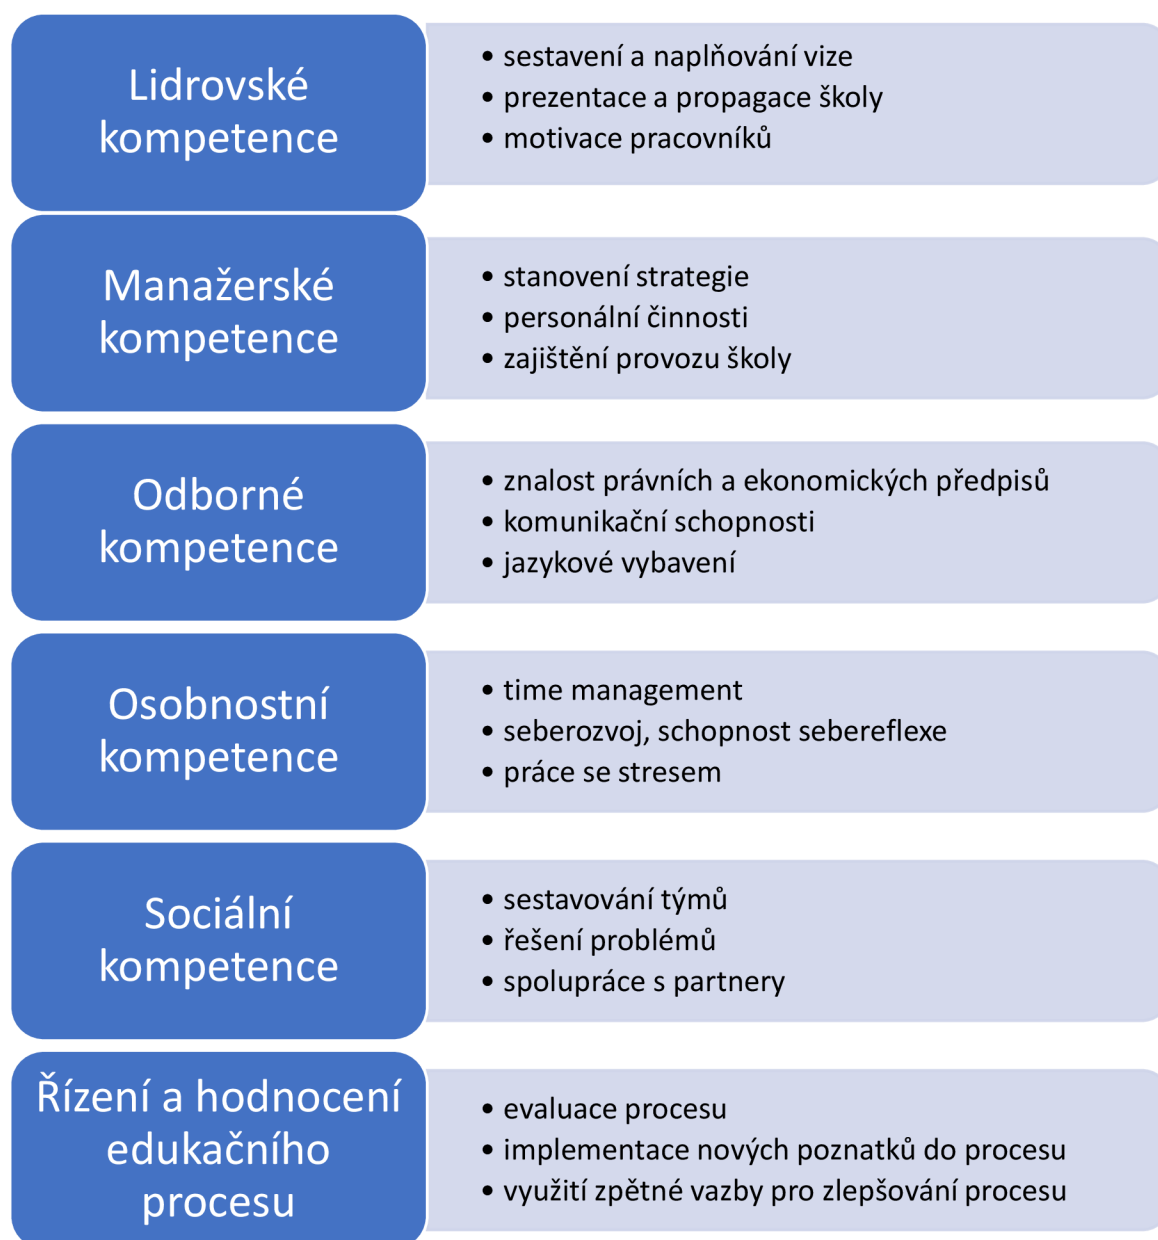 Lidrovské
kompetence
• sestavení a naplňování vize
• prezentace a propagace školy
• motivace pracovníků
Manažerské
kompetence
• stanovení strategie
• personální činnosti
• zajištění provozu školy
Odborné
kompetence
• znalost právních a ekonomických předpisů
• komunikační schopnosti
• jazykové vybavení
Osobnostní
kompetence
• time management
• seberozvoj, schopnost sebereflexe
• práce se stresem
Sociální
kompetence
• sestavování týmů
• řešení problémů
• spolupráce s partnery
Řízení a hodnocení
edukačního
procesu
• evaluace procesu
• implementace nových poznatků do procesu
• využití zpětné vazby pro zlepšování procesu